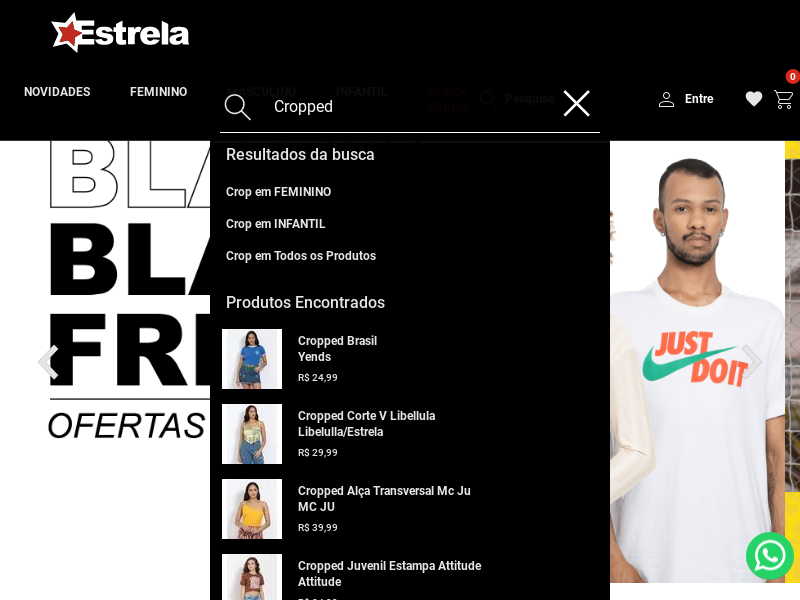 Estrela
NOVIDADES
FEMININO
MASCULINO
INFANTIL
BLACK
FRIDAY
Pesquise
Entre
0
Cropped
Resultados da busca
Crop em FEMININO
Crop em INFANTIL
Crop em Todos os Produtos
Produtos Encontrados
Cropped Brasil
Yends
R$ 24,99
Cropped Corte V Libellula
Libelulla/Estrela
R$ 29,99
Cropped Alça Transversal Mc Ju
MC JU
R$ 39,99
Cropped Juvenil Estampa Attitude
Attitude
BLA
BLA
FRI
OFERTAS
JUST
DO IT